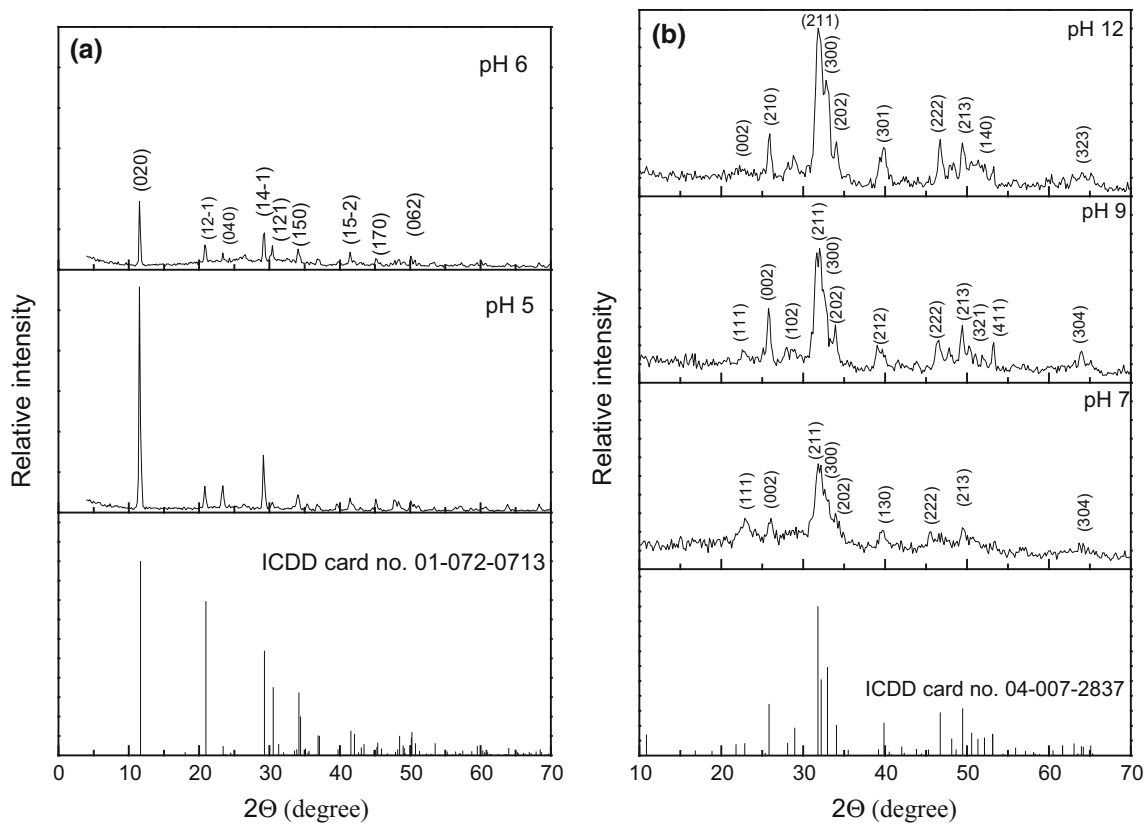 Relative intensity
(a)
pH 6
(020)
(12-1)
(040)
(14-1)
(121)
(150)
(15-2)
(170)
(062)
pH 5
ICDD card no. 01-072-0713
0 10 20 30 40 50 60 70
2Θ (degree)
Relative intensity
(b)
pH 12
(002)
(210)
(211)
(300)
(202)
(301)
(222)
(213)
(140)
(323)
pH 9
(111)
(002)
(102)
(211)
(300)
(202)
(212)
(222)
(213)
(321)
(411)
(304)
pH 7
(111)
(002)
(211)
(300)
(202)
(130)
(222)
(213)
(304)
ICDD card no. 04-007-2837
10 20 30 40 50 60 70
2Θ (degree)